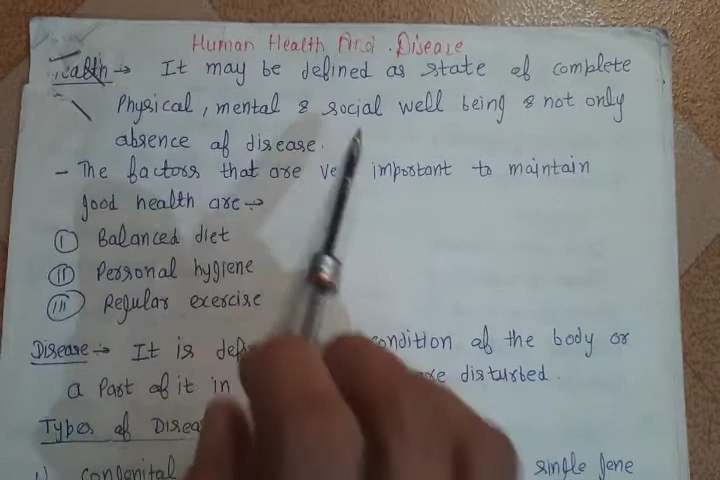 Human Health And Disease
Health → It may be defined as state of complete
Physical, mental & social well being & not only
absence of disease.
- The factors that are important to maintain
good health are →
(i) Balanced diet
(ii) Personal hygiene
(iii) Regular exercise
Disease → It is condition of the body or
a Part of it in disturbed.
Types of
1) Congenital single gene